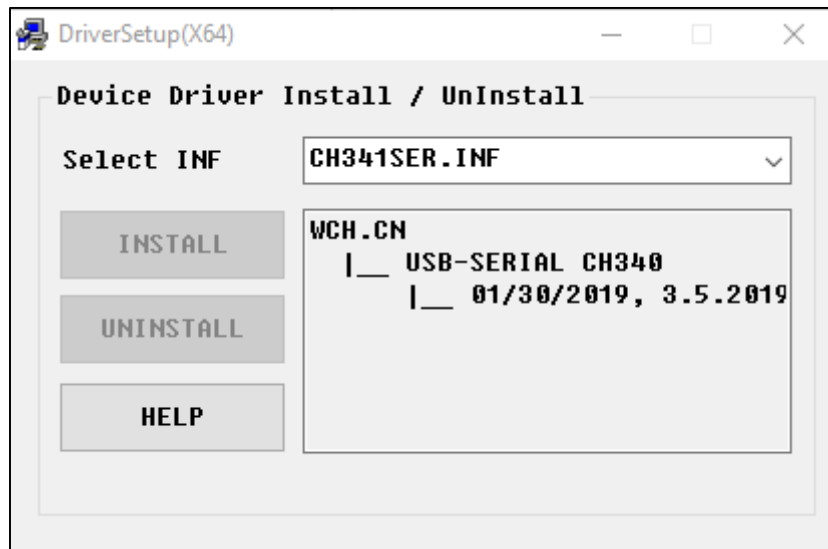 DriverSetup(X64)
Device Driver Install / UnInstall
Select INF
CH341SER.INF
INSTALL
UNINSTALL
HELP
WCH.CN
|__ USB-SERIAL CH340
|__ 01/30/2019, 3.5.2019